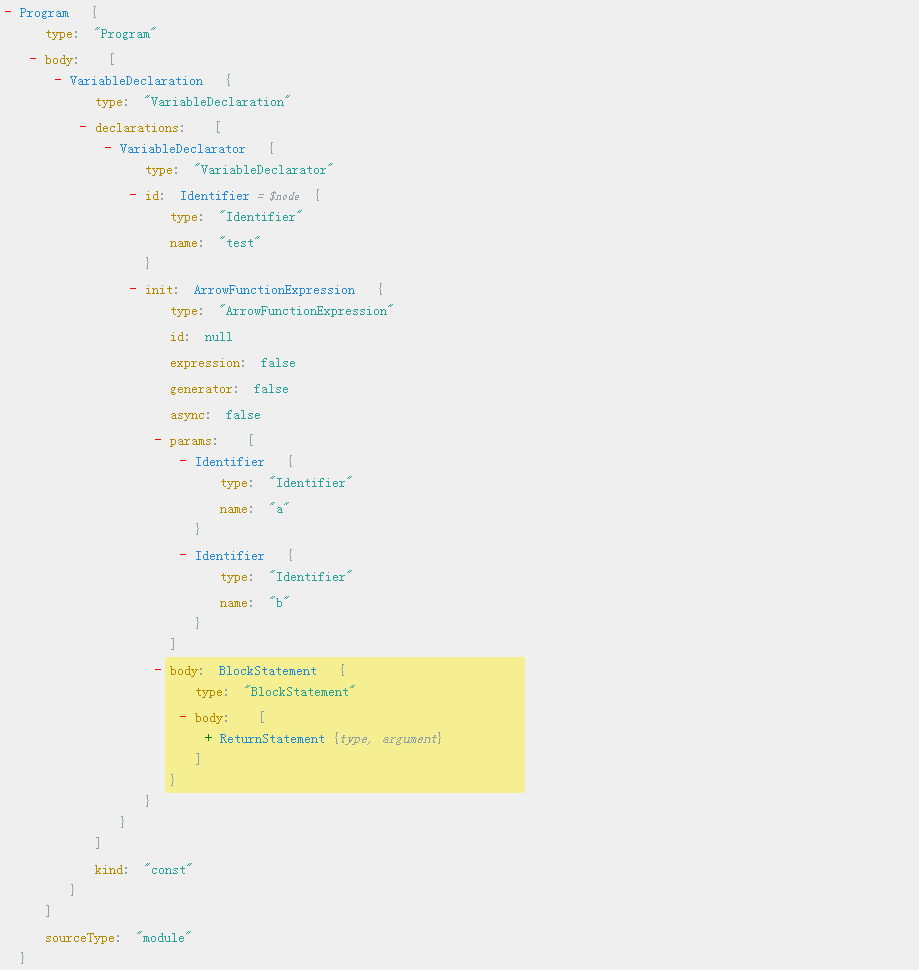 - Program {
type: "Program"
- body: [
- VariableDeclaration {
type: "VariableDeclaration"
- declarations: [
- VariableDeclarator {
type: "VariableDeclarator"
- id: Identifier = $node {
type: "Identifier"
name: "test"
}
- init: ArrowFunctionExpression {
type: "ArrowFunctionExpression"
id: null
expression: false
generator: false
async: false
- params: [
- Identifier {
type: "Identifier"
name: "a"
}
- Identifier {
type: "Identifier"
name: "b"
}
]
- body: BlockStatement {
type: "BlockStatement"
- body: [
+ ReturnStatement {type, argument}
]
}
}
}
]
kind: "const"
}
]
sourceType: "module"
}